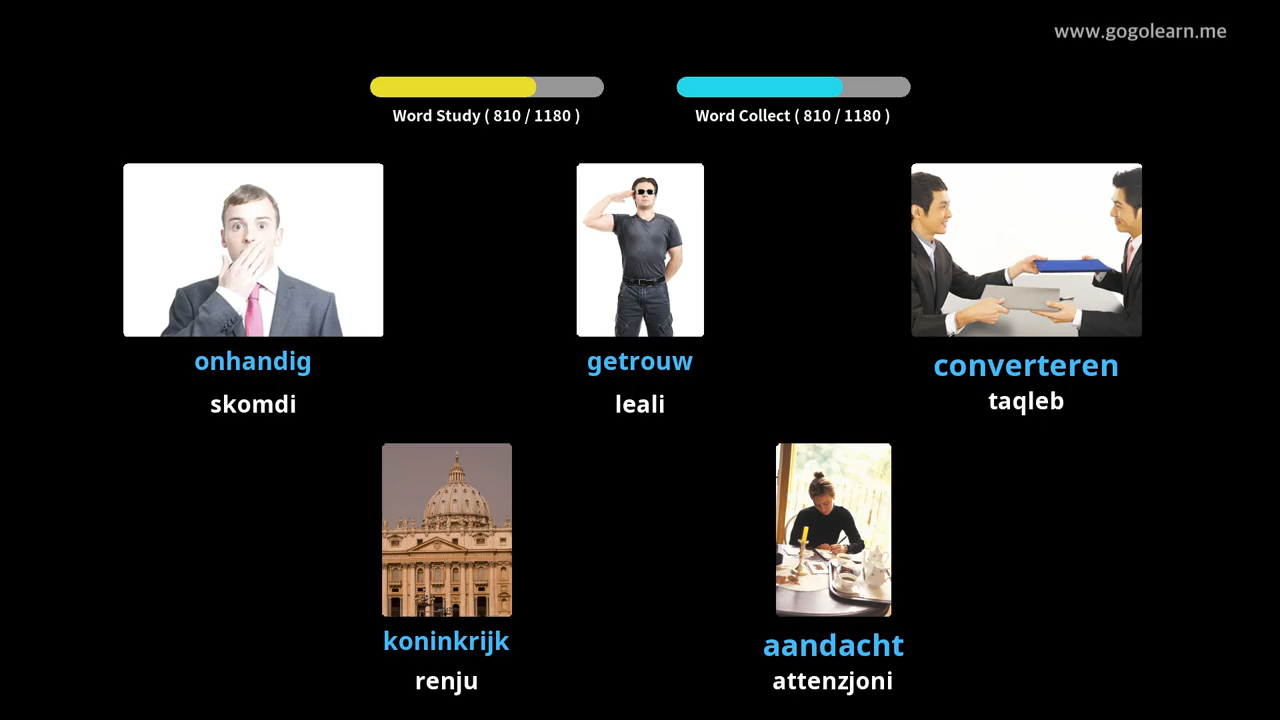 www.gogolearn.me
Word Study ( 810 / 1180 )
Word Collect ( 810 / 1180 )
onhandig
skomdi
getrouw
leali
converteren
taqleb
koninkrijk
renju
aandacht
attenzjoni